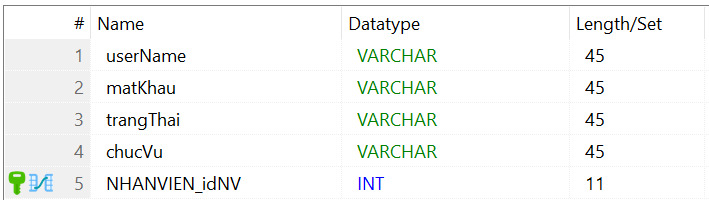 # Name Datatype Length/Set
1 userName VARCHAR 45
2 matKhau VARCHAR 45
3 trangThai VARCHAR 45
4 chucVu VARCHAR 45
5 NHANVIEN_idNV INT 11